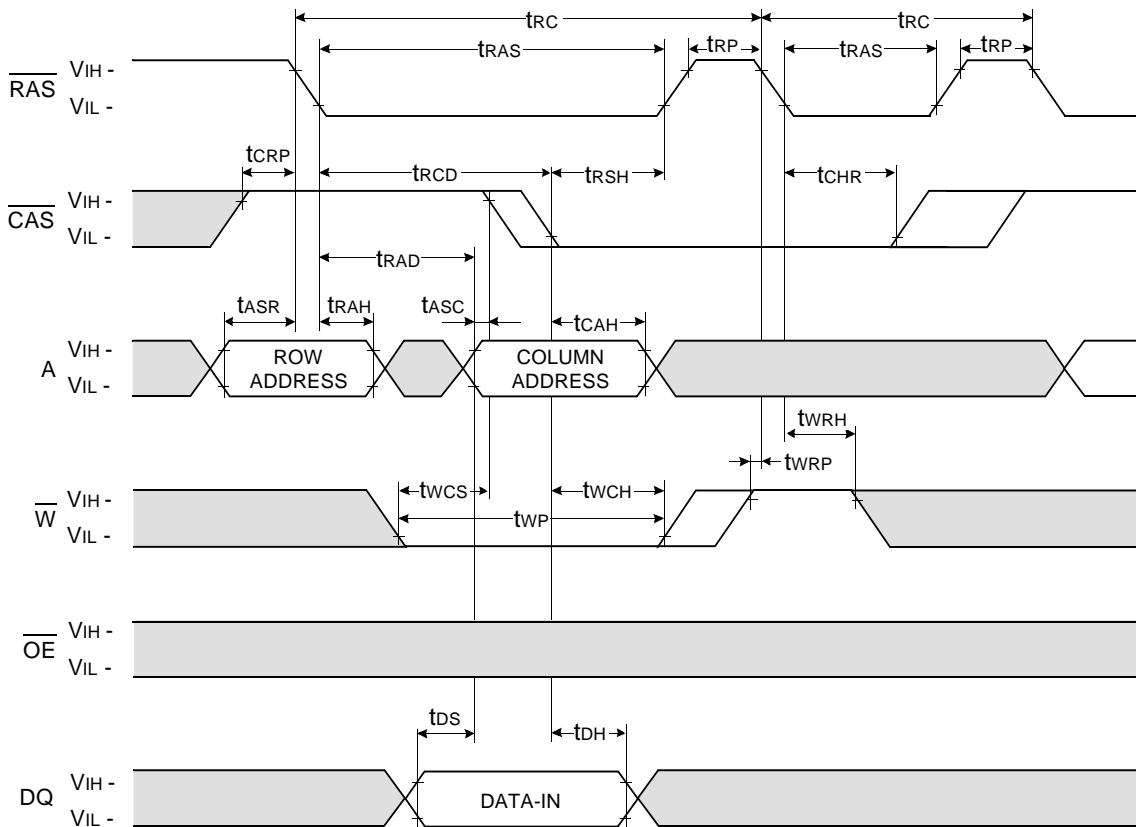 tRC tRC
tRAS tRP tRAS tRP
RAS VIH -
VIL -
tCRP tRCD tRSH tCHR
CAS VIH -
VIL -
tRAD
tASR tRAH tASC tCAH
A VIH -
VIL -
ROW ADDRESS
COLUMN ADDRESS
tWRH
tWRP
tWCS tWCH
W VIH -
VIL -
tWP
OE VIH -
VIL -
tDS tDH
DQ VIH -
VIL -
DATA-IN